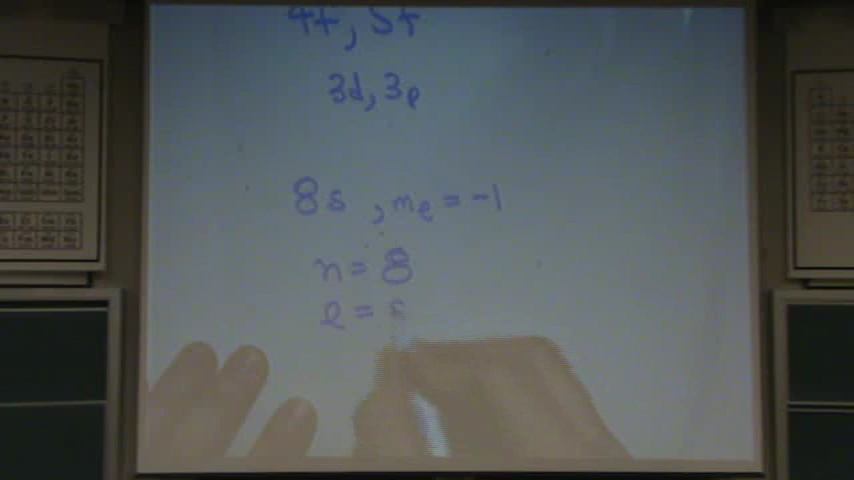 4f, 5f
3d, 3p
8s , mℓ = -1
n = 8
ℓ =